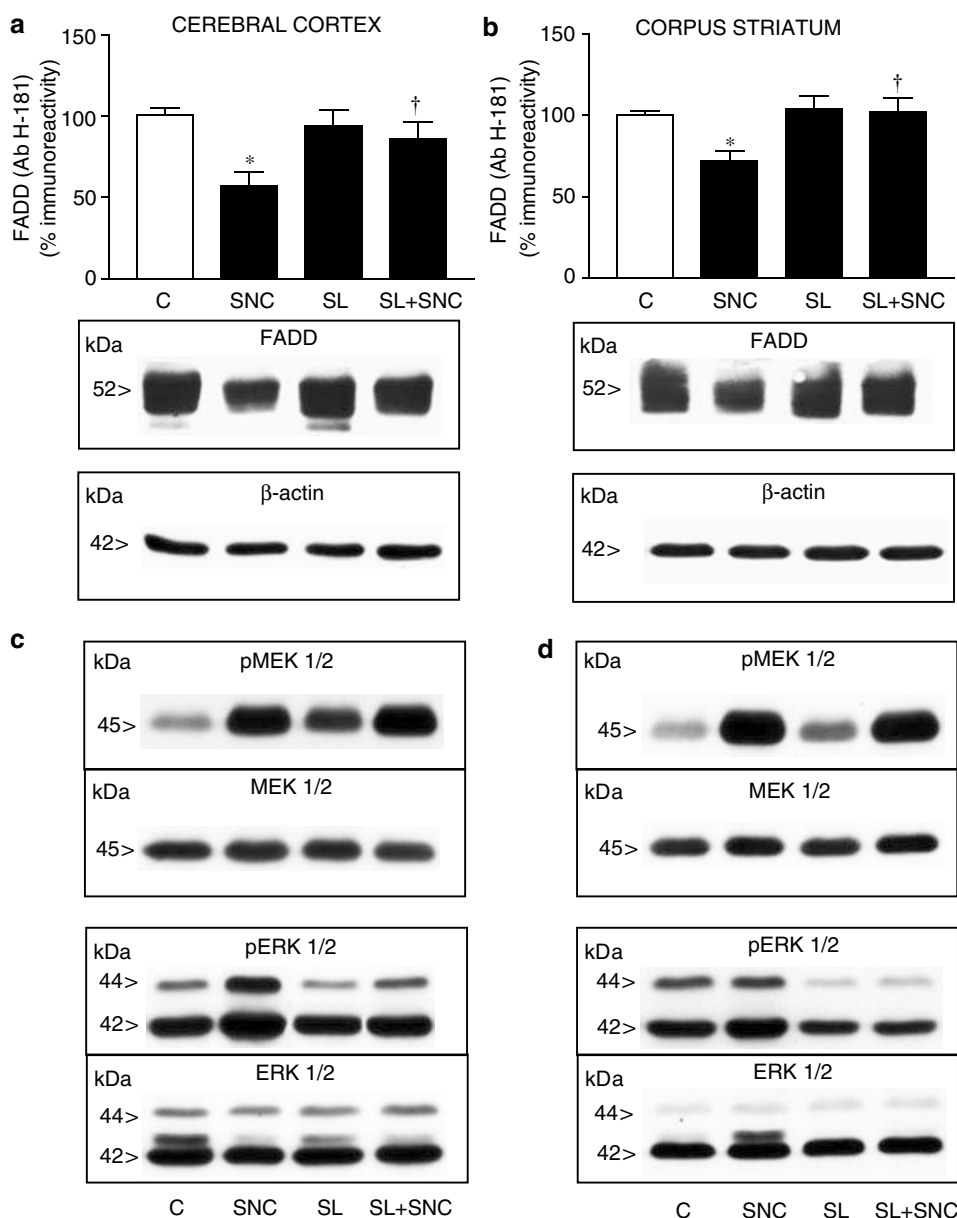 a
CEREBRAL CORTEX
FADD (Ab H-181)
(% immunoreactivity)
150
100
50
0
*
†
C SNC SL SL+SNC
kDa
FADD
52>
kDa
β-actin
42>
b
CORPUS STRIATUM
FADD (Ab H-181)
(% immunoreactivity)
150
100
50
0
*
†
C SNC SL SL+SNC
kDa
FADD
52>
kDa
β-actin
42>
c
kDa
pMEK 1/2
45>
kDa
MEK 1/2
45>
kDa
pERK 1/2
44>
42>
kDa
ERK 1/2
44>
42>
C SNC SL SL+SNC
d
kDa
pMEK 1/2
45>
kDa
MEK 1/2
45>
kDa
pERK 1/2
44>
42>
kDa
ERK 1/2
44>
42>
C SNC SL SL+SNC